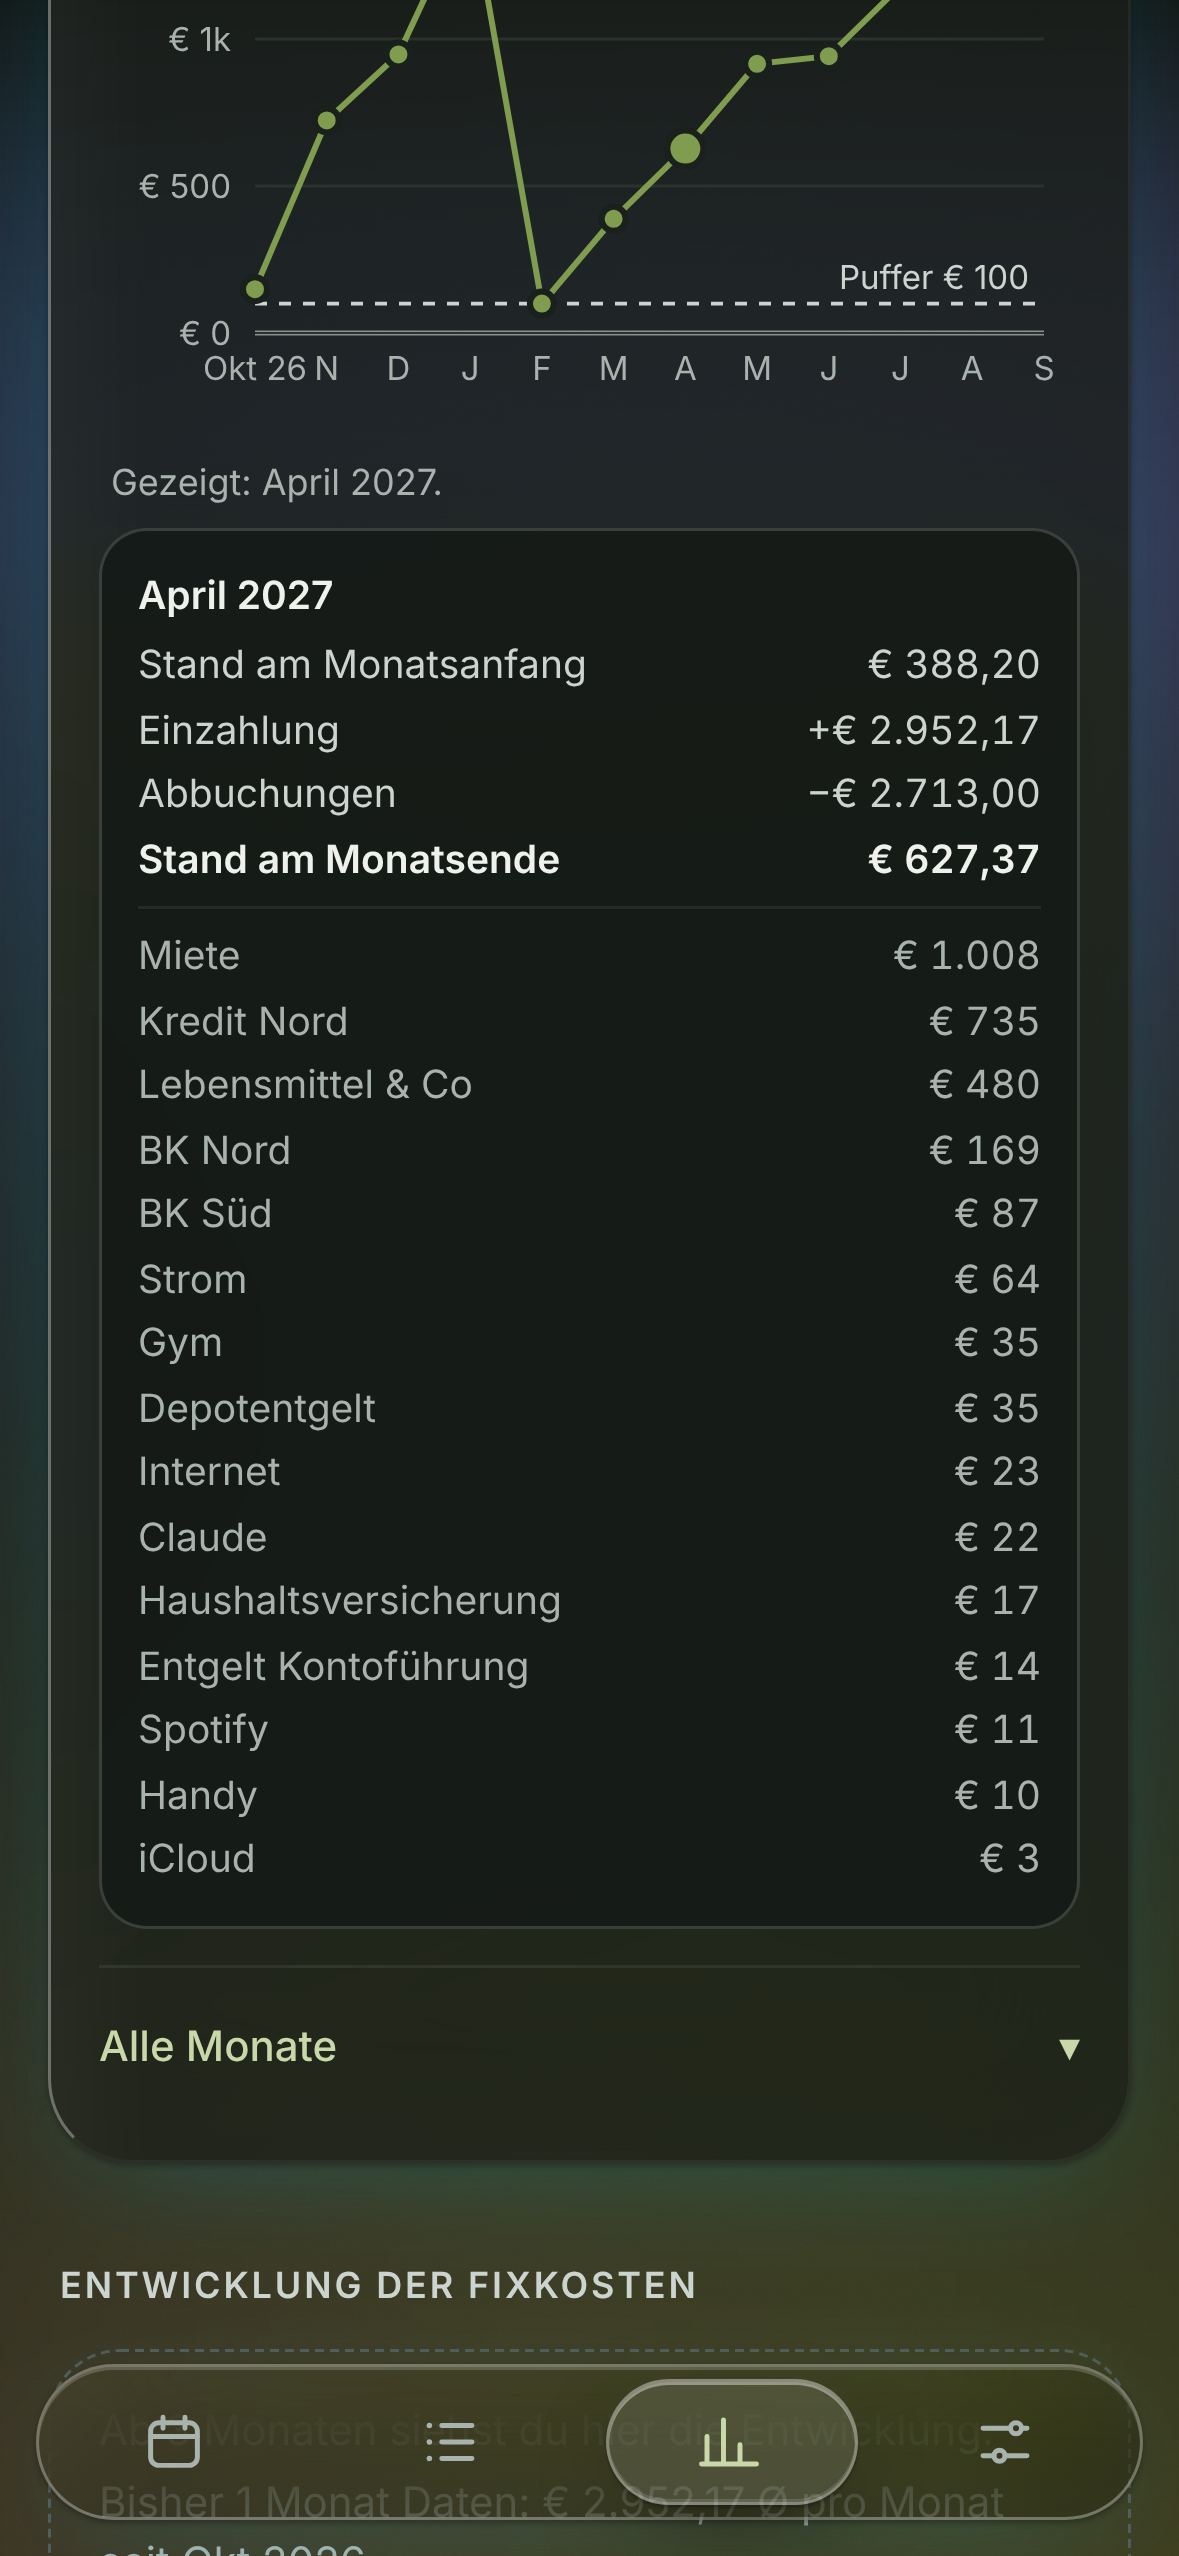 € 1k
€ 500
Puffer € 100
€ 0
Okt 26 N D J F M A M J J A S
Gezeigt: April 2027.
April 2027
Stand am Monatsanfang € 388,20
Einzahlung +€ 2.952,17
Abbuchungen −€ 2.713,00
Stand am Monatsende € 627,37
Miete € 1.008
Kredit Nord € 735
Lebensmittel & Co € 480
BK Nord € 169
BK Süd € 87
Strom € 64
Gym € 35
Depotentgelt € 35
Internet € 23
Claude € 22
Haushaltsversicherung € 17
Entgelt Kontoführung € 14
Spotify € 11
Handy € 10
iCloud € 3
Alle Monate ▼
ENTWICKLUNG DER FIXKOSTEN
Monaten siehst du hier die Entwicklung.
Bisher 1 Monat Daten: € 2.952,17 Ø pro Monat
seit Okt 2026